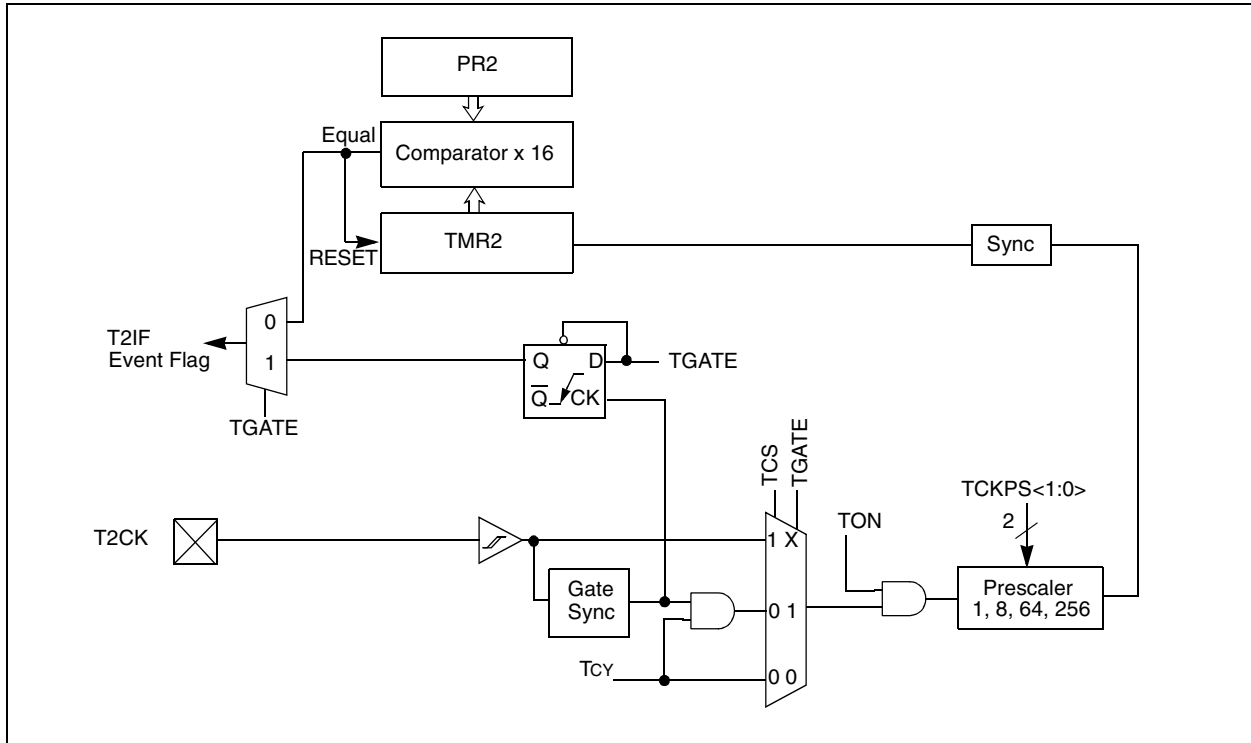 PR2
Equal
Comparator x 16
TMR2
RESET
Sync
0
1
T2IF
Event Flag
TGATE
Q
D
Q
CK
TGATE
TCS
TGATE
TCKPS<1:0>
2
TON
T2CK
1 X
Gate
Sync
0 1
Prescaler
1, 8, 64, 256
TCY
0 0